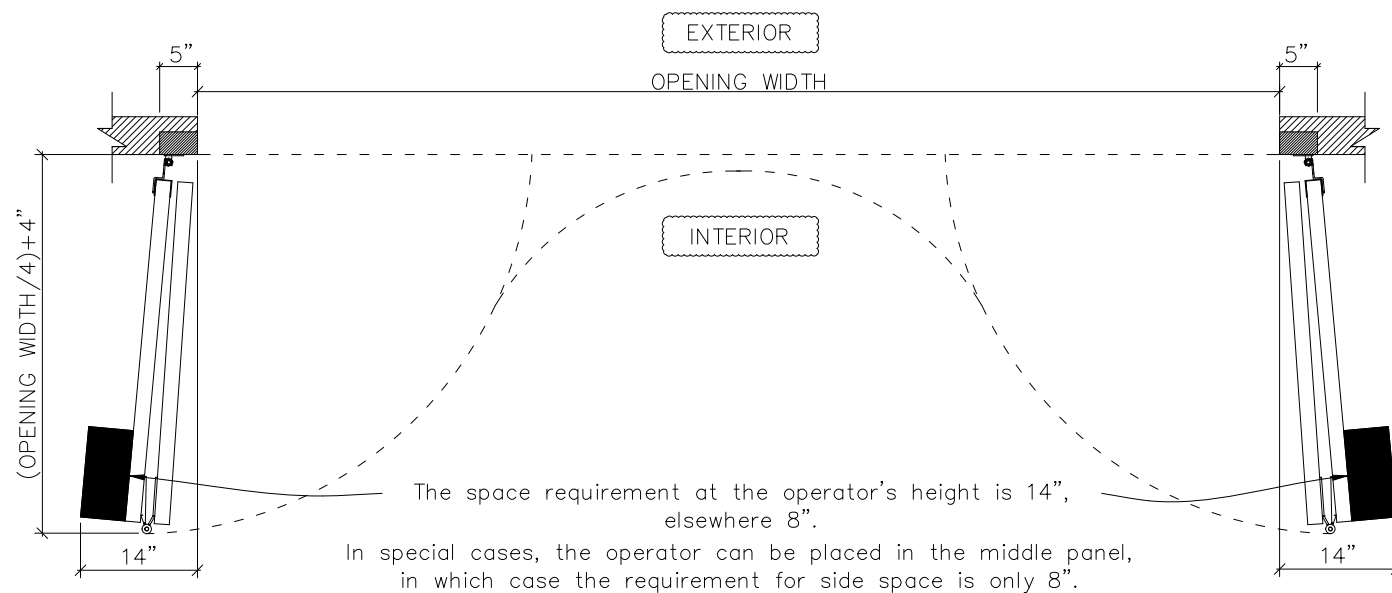 EXTERIOR
5”
5”
OPENING WIDTH
(OPENING WIDTH/4)+4”
INTERIOR
The space requirement at the operator’s height is 14”,
elsewhere 8”.
In special cases, the operator can be placed in the middle panel,
in which case the requirement for side space is only 8”.
14”
14”